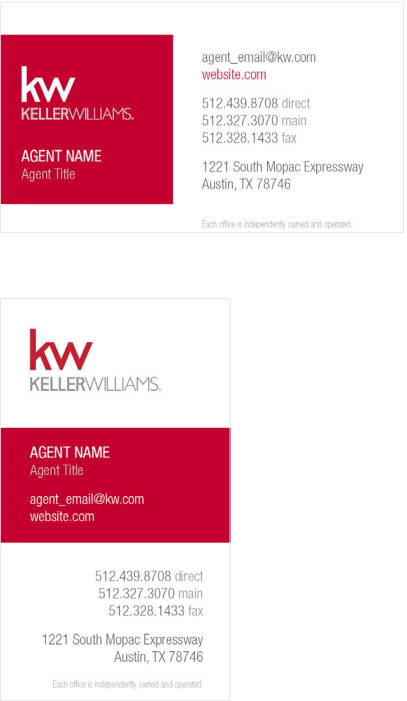 kw
KELLERWILLIAMS.
AGENT NAME
Agent Title
agent_email@kw.com
website.com
512.439.8708 direct
512.327.3070 main
512.328.1433 fax
1221 South Mopac Expressway
Austin, TX 78746
Each office is independently owned and operated.
kw
KELLERWILLIAMS.
AGENT NAME
Agent Title
agent_email@kw.com
website.com
512.439.8708 direct
512.327.3070 main
512.328.1433 fax
1221 South Mopac Expressway
Austin, TX 78746
Each office is independently owned and operated.